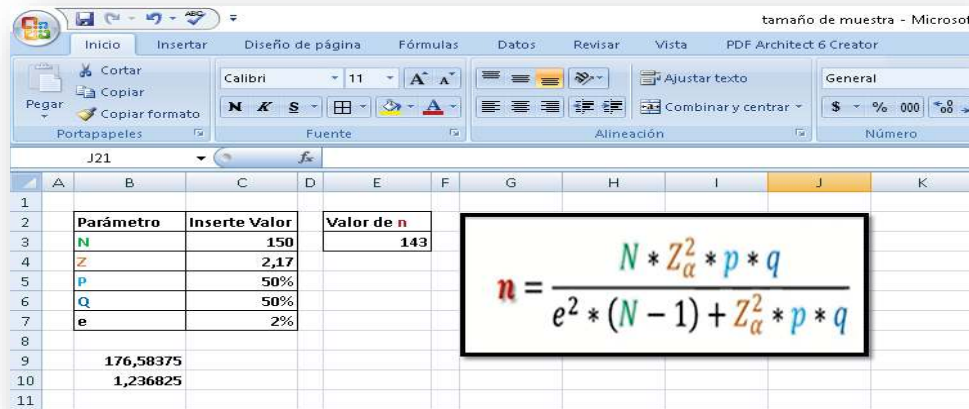 tamaño de muestra - Microsof
Inicio Insertar Diseño de página Fórmulas Datos Revisar Vista PDF Architect 6 Creator
Pegar
Cortar
Copiar
Copiar formato
Portapapeles
Calibri 11 A A
N K S A
Fuente
Ajustar texto
Combinar y centrar
Alineación
General
$ % 000
Número
J21 fx
A B C D E F G H I J K
1
2 Parámetro Inserte Valor Valor de n
3 N 150 143
4 Z 2,17
5 P 50%
6 Q 50%
7 e 2%
8
9 176,58375
10 1,236825
11
n = N * Z²α * p * q / e² * (N − 1) + Z²α * p * q